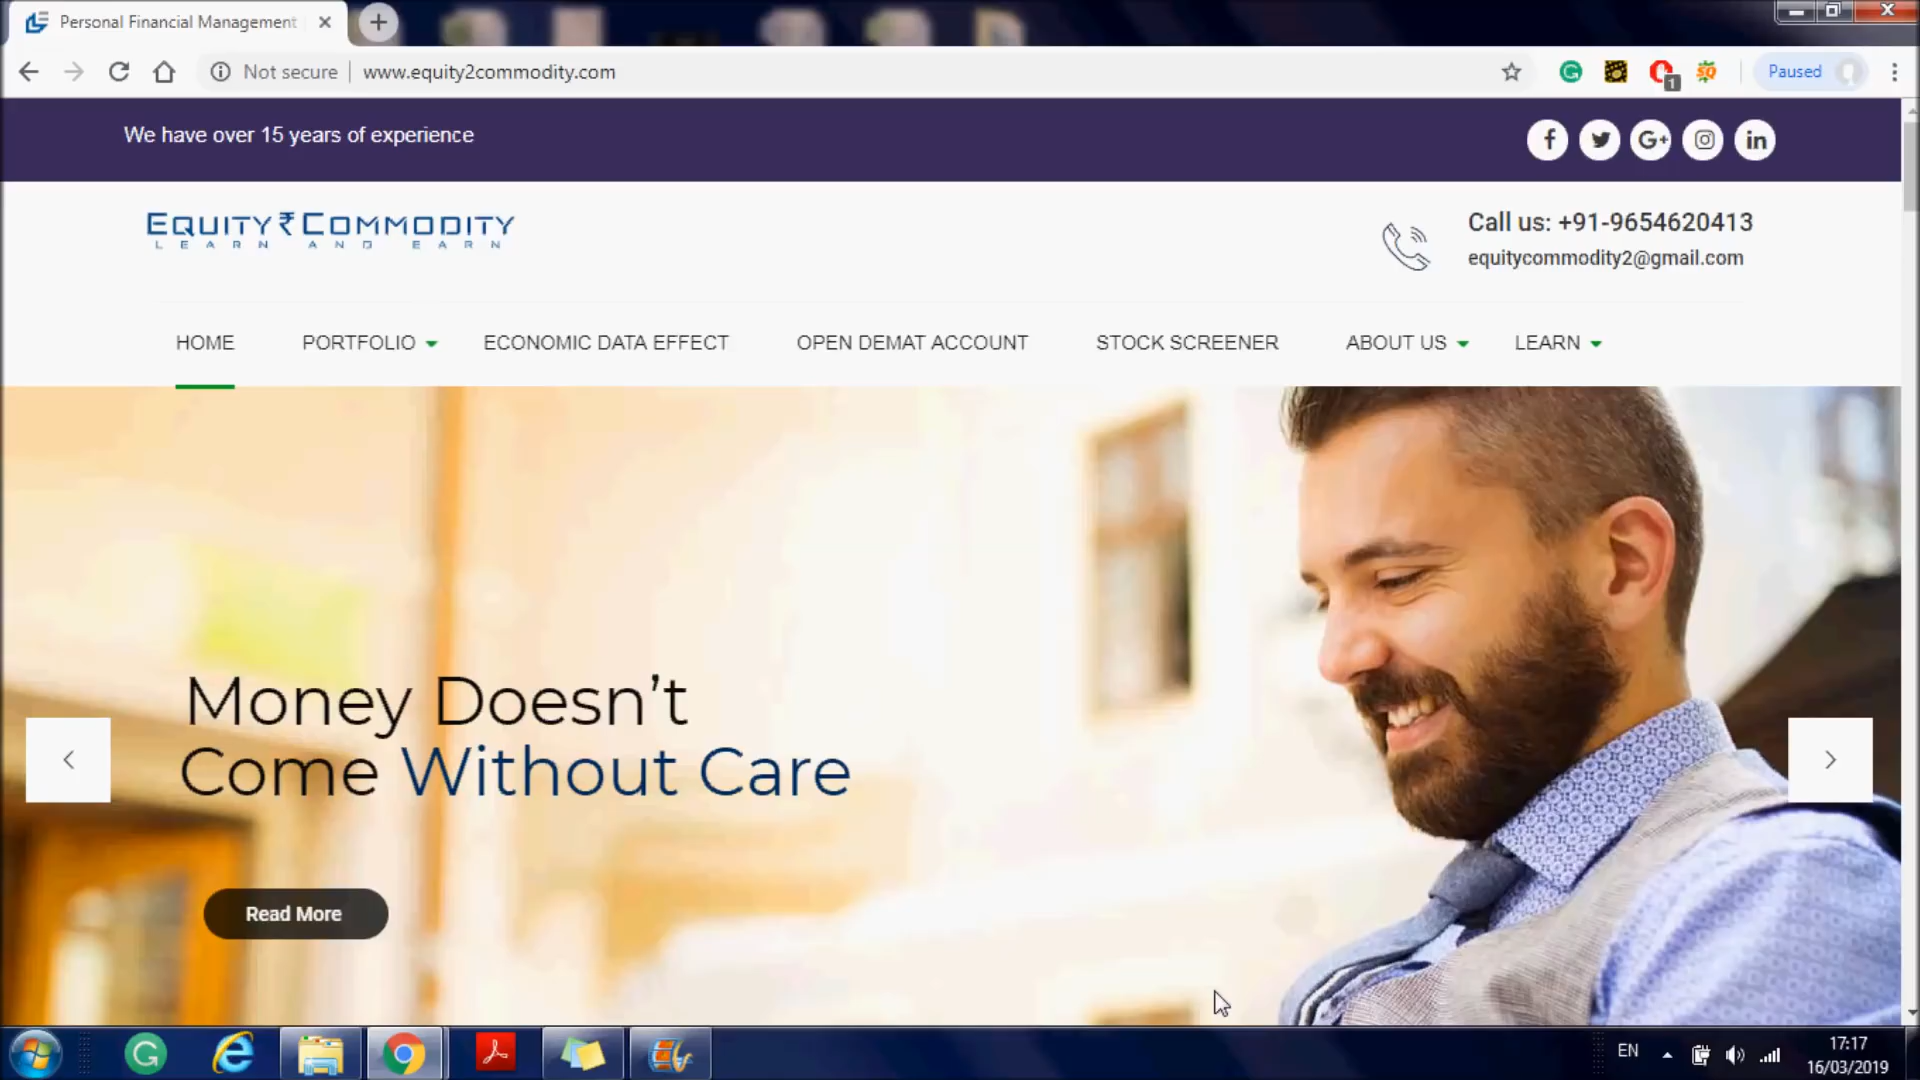 Personal Financial Management
Not secure
www.equity2commodity.com
1
Paused
We have over 15 years of experience
EQUITY₹COMMODITY
LEARN AND EARN
Call us: +91-9654620413
equitycommodity2@gmail.com
HOME
PORTFOLIO
ECONOMIC DATA EFFECT
OPEN DEMAT ACCOUNT
STOCK SCREENER
ABOUT US
LEARN
Money Doesn’t
Come Without Care
Read More
EN
17:17
16/03/2019